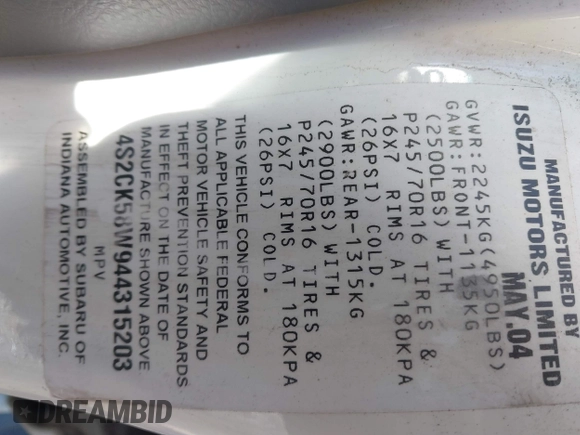 MANUFACTURED BY
ISUZU MOTORS LIMITED
MAY.04
GVWR:2245KG(4950LBS)
GAWR:FRONT-1135KG
(2500LBS) WITH
P245/70R16 TIRES &
16X7 RIMS AT 180KPA
(26PSI) COLD.
GAWR:REAR-1315KG
(2900LBS) WITH
P245/70R16 TIRES &
16X7 RIMS AT 180KPA
(26PSI) COLD.
THIS VEHICLE CONFORMS TO
ALL APPLICABLE FEDERAL
MOTOR VEHICLE SAFETY AND
THEFT PREVENTION STANDARDS
IN EFFECT ON THE DATE OF
MANUFACTURE SHOWN ABOVE
4S2CK58W944315203
MPV
ASSEMBLED BY SUBARU OF
INDIANA AUTOMOTIVE, INC.
DREAMBID